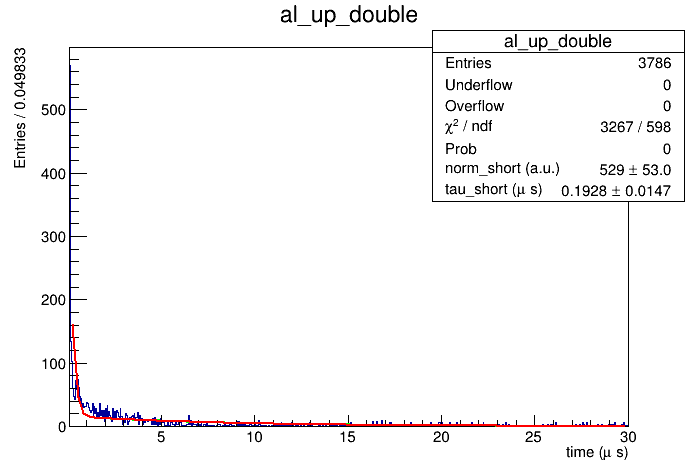 al_up_double
al_up_double
Entries 3786
Underflow 0
Overflow 0
χ² / ndf 3267 / 598
Prob 0
norm_short (a.u.) 529 ± 53.0
tau_short (μ s) 0.1928 ± 0.0147
Entries / 0.049833
500
400
300
200
100
0
5 10 15 20 25 30
time (μ s)